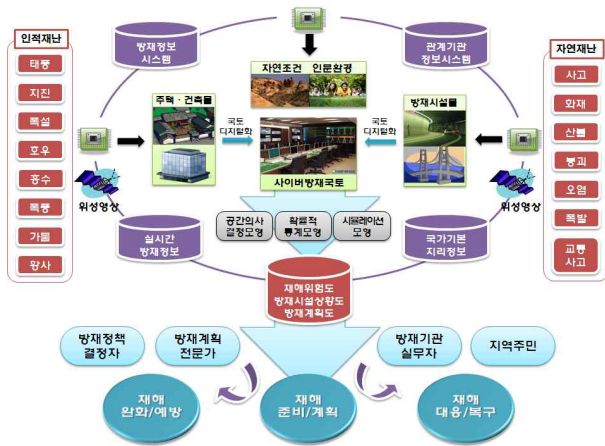 인적재난
태풍
지진
폭설
호우
홍수
폭풍
가뭄
황사
방재정보
시스템
관계기관
정보시스템
자연조건 인문환경
주택·건축물
방재시설물
국토
디지털화
국토
디지털화
사이버방재국토
위성영상
위성영상
공간의사
결정모형
확률적
통계모형
시뮬레이션
모형
실시간
방재정보
국가기본
지리정보
재해위험도
방재시설상황도
방재계획도
자연재난
사고
화재
산불
붕괴
오염
폭발
교통
사고
방재정책
결정자
방재계획
전문가
방재기관
실무자
지역주민
재해
완화/예방
재해
준비/계획
재해
대응/복구